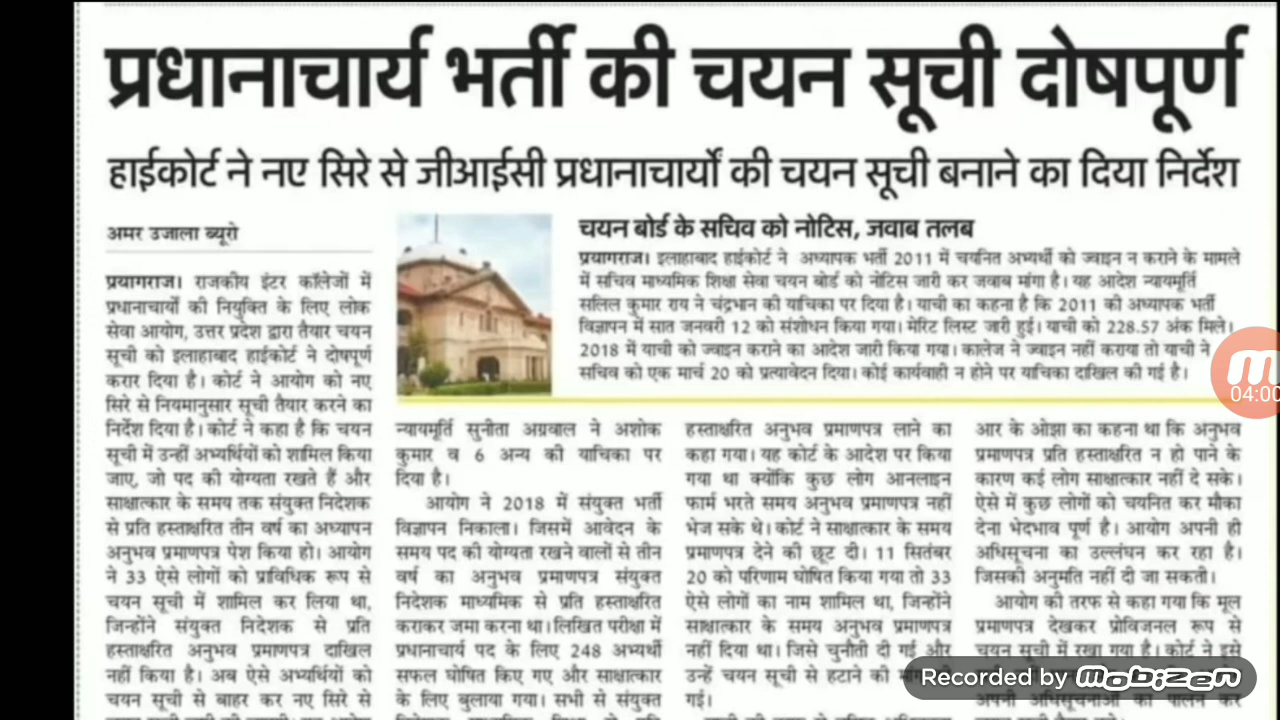 प्रधानाचार्य भर्ती की चयन सूची दोषपूर्ण
हाईकोर्ट ने नए सिरे से जीआईसी प्रधानाचार्यों की चयन सूची बनाने का दिया निर्देश
अमर उजाला ब्यूरो
प्रयागराज। राजकीय इंटर कॉलेजों में
प्रधानाचार्यों की नियुक्ति के लिए लोक
सेवा आयोग, उत्तर प्रदेश द्वारा तैयार चयन
सूची को इलाहाबाद हाईकोर्ट ने दोषपूर्ण
करार दिया है। कोर्ट ने आयोग को नए
सिरे से नियमानुसार सूची तैयार करने का
निर्देश दिया है। कोर्ट ने कहा है कि चयन
सूची में उन्हीं अभ्यर्थियों को शामिल किया
जाए, जो पद की योग्यता रखते हैं और
साक्षात्कार के समय तक संयुक्त निदेशक
से प्रति हस्ताक्षरित तीन वर्ष का अध्यापन
अनुभव प्रमाणपत्र पेश किया हो। आयोग
ने 33 ऐसे लोगों को प्राविधिक रूप से
चयन सूची में शामिल कर लिया था,
जिन्होंने संयुक्त निदेशक से प्रति
हस्ताक्षरित अनुभव प्रमाणपत्र दाखिल
नहीं किया है। अब ऐसे अभ्यर्थियों को
चयन सूची से बाहर कर नए सिरे से
चयन बोर्ड के सचिव को नोटिस, जवाब तलब
प्रयागराज। इलाहाबाद हाईकोर्ट ने अध्यापक भर्ती 2011 में चयनित अभ्यर्थी को ज्वाइन न कराने के मामले
में सचिव माध्यमिक शिक्षा सेवा चयन बोर्ड को नोटिस जारी कर जवाब मांगा है। यह आदेश न्यायमूर्ति
सलिल कुमार राय ने चंद्रभान की याचिका पर दिया है। याची का कहना है कि 2011 की अध्यापक भर्ती
विज्ञापन में सात जनवरी 12 को संशोधन किया गया। मेरिट लिस्ट जारी हुई। याची को 228.57 अंक मिले।
2018 में याची को ज्वाइन कराने का आदेश जारी किया गया। कालेज ने ज्वाइन नहीं कराया तो याची ने
सचिव को एक मार्च 20 को प्रत्यावेदन दिया। कोई कार्यवाही न होने पर याचिका दाखिल की गई है।
न्यायमूर्ति सुनीता अग्रवाल ने अशोक
कुमार व 6 अन्य की याचिका पर
दिया है।
आयोग ने 2018 में संयुक्त भर्ती
विज्ञापन निकाला। जिसमें आवेदन के
समय पद की योग्यता रखने वालों से तीन
वर्ष का अनुभव प्रमाणपत्र संयुक्त
निदेशक माध्यमिक से प्रति हस्ताक्षरित
कराकर जमा करना था। लिखित परीक्षा में
प्रधानाचार्य पद के लिए 248 अभ्यर्थी
सफल घोषित किए गए और साक्षात्कार
के लिए बुलाया गया। सभी से संयुक्त
हस्ताक्षरित अनुभव प्रमाणपत्र लाने का
कहा गया। यह कोर्ट के आदेश पर किया
गया था क्योंकि कुछ लोग आनलाइन
फार्म भरते समय अनुभव प्रमाणपत्र नहीं
भेज सके थे। कोर्ट ने साक्षात्कार के समय
प्रमाणपत्र देने की छूट दी। 11 सितंबर
20 को परिणाम घोषित किया गया तो 33
ऐसे लोगों का नाम शामिल था, जिन्होंने
साक्षात्कार के समय अनुभव प्रमाणपत्र
नहीं दिया था। जिसे चुनौती दी गई और
उन्हें चयन सूची से हटाने की
गई।
आर के ओझा का कहना था कि अनुभव
प्रमाणपत्र प्रति हस्ताक्षरित न हो पाने के
कारण कई लोग साक्षात्कार नहीं दे सके।
ऐसे में कुछ लोगों को चयनित कर मौका
देना भेदभाव पूर्ण है। आयोग अपनी ही
अधिसूचना का उल्लंघन कर रहा है।
जिसकी अनुमति नहीं दी जा सकती।
आयोग की तरफ से कहा गया कि मूल
प्रमाणपत्र देखकर प्रोविजनल रूप से
चयन सूची में रखा गया है। कोर्ट ने इसे
04:00
Recorded by Mobizen